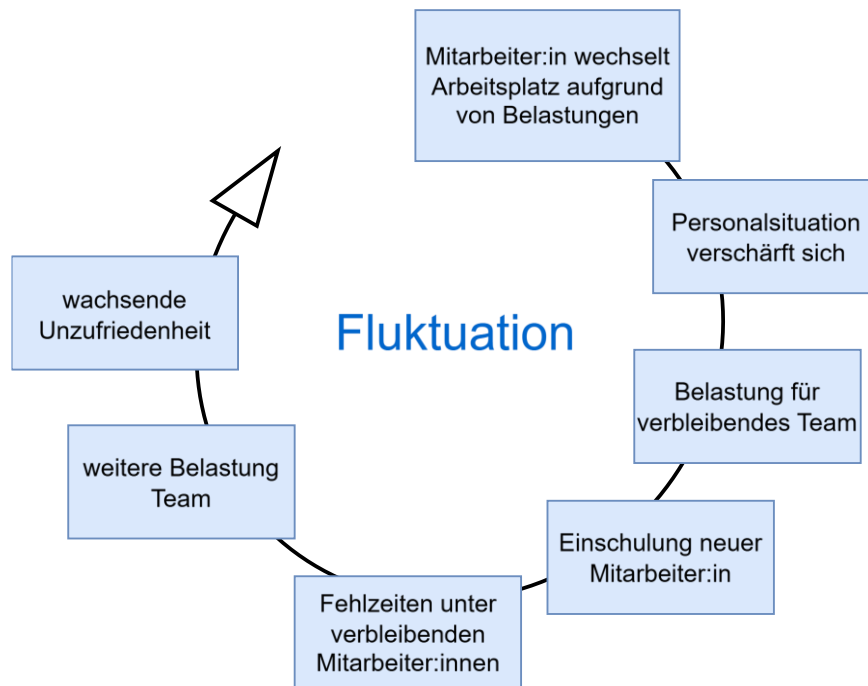 Mitarbeiter:in wechselt
Arbeitsplatz aufgrund
von Belastungen
Personalsituation
verschärft sich
Belastung für
verbleibendes Team
Einschulung neuer
Mitarbeiter:in
Fehlzeiten unter
verbleibenden
Mitarbeiter:innen
weitere Belastung
Team
wachsende
Unzufriedenheit
Fluktuation